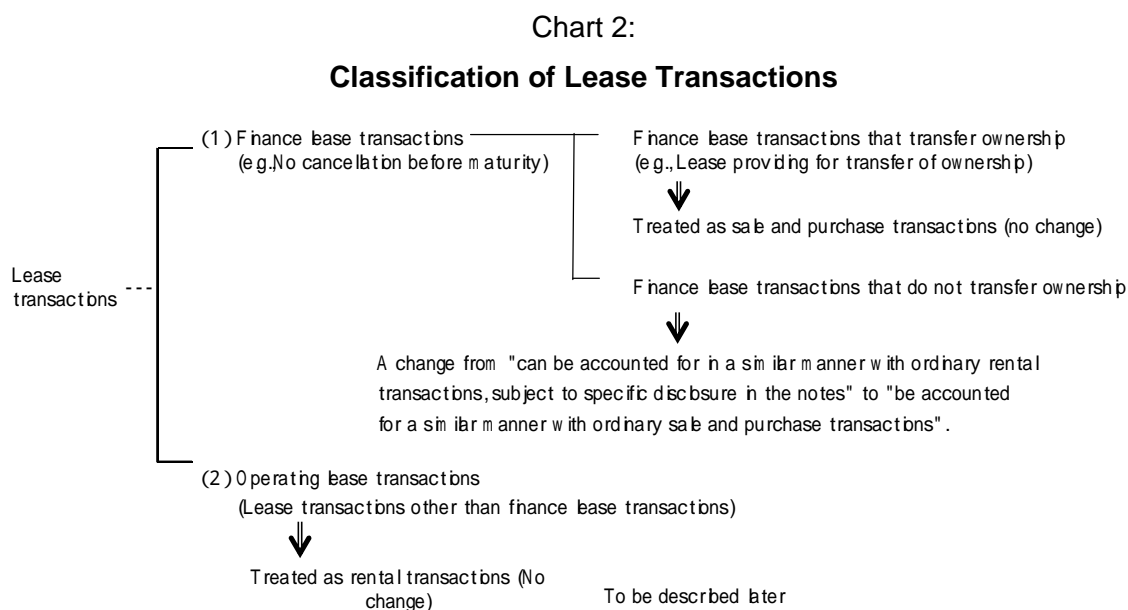 Chart 2:
Classification of Lease Transactions
(1) Finance lease transactions
(e.g.,No cancellation before maturity)
Finance lease transactions that transfer ownership
(e.g., Lease providing for transfer of ownership)
Treated as sale and purchase transactions (no change)
Lease
transactions
Finance lease transactions that do not transfer ownership
A change from "can be accounted for in a similar manner with ordinary rental
transactions, subject to specific disclosure in the notes" to "be accounted
for a similar manner with ordinary sale and purchase transactions".
(2) Operating lease transactions
(Lease transactions other than finance lease transactions)
Treated as rental transactions (No
change)
To be described later